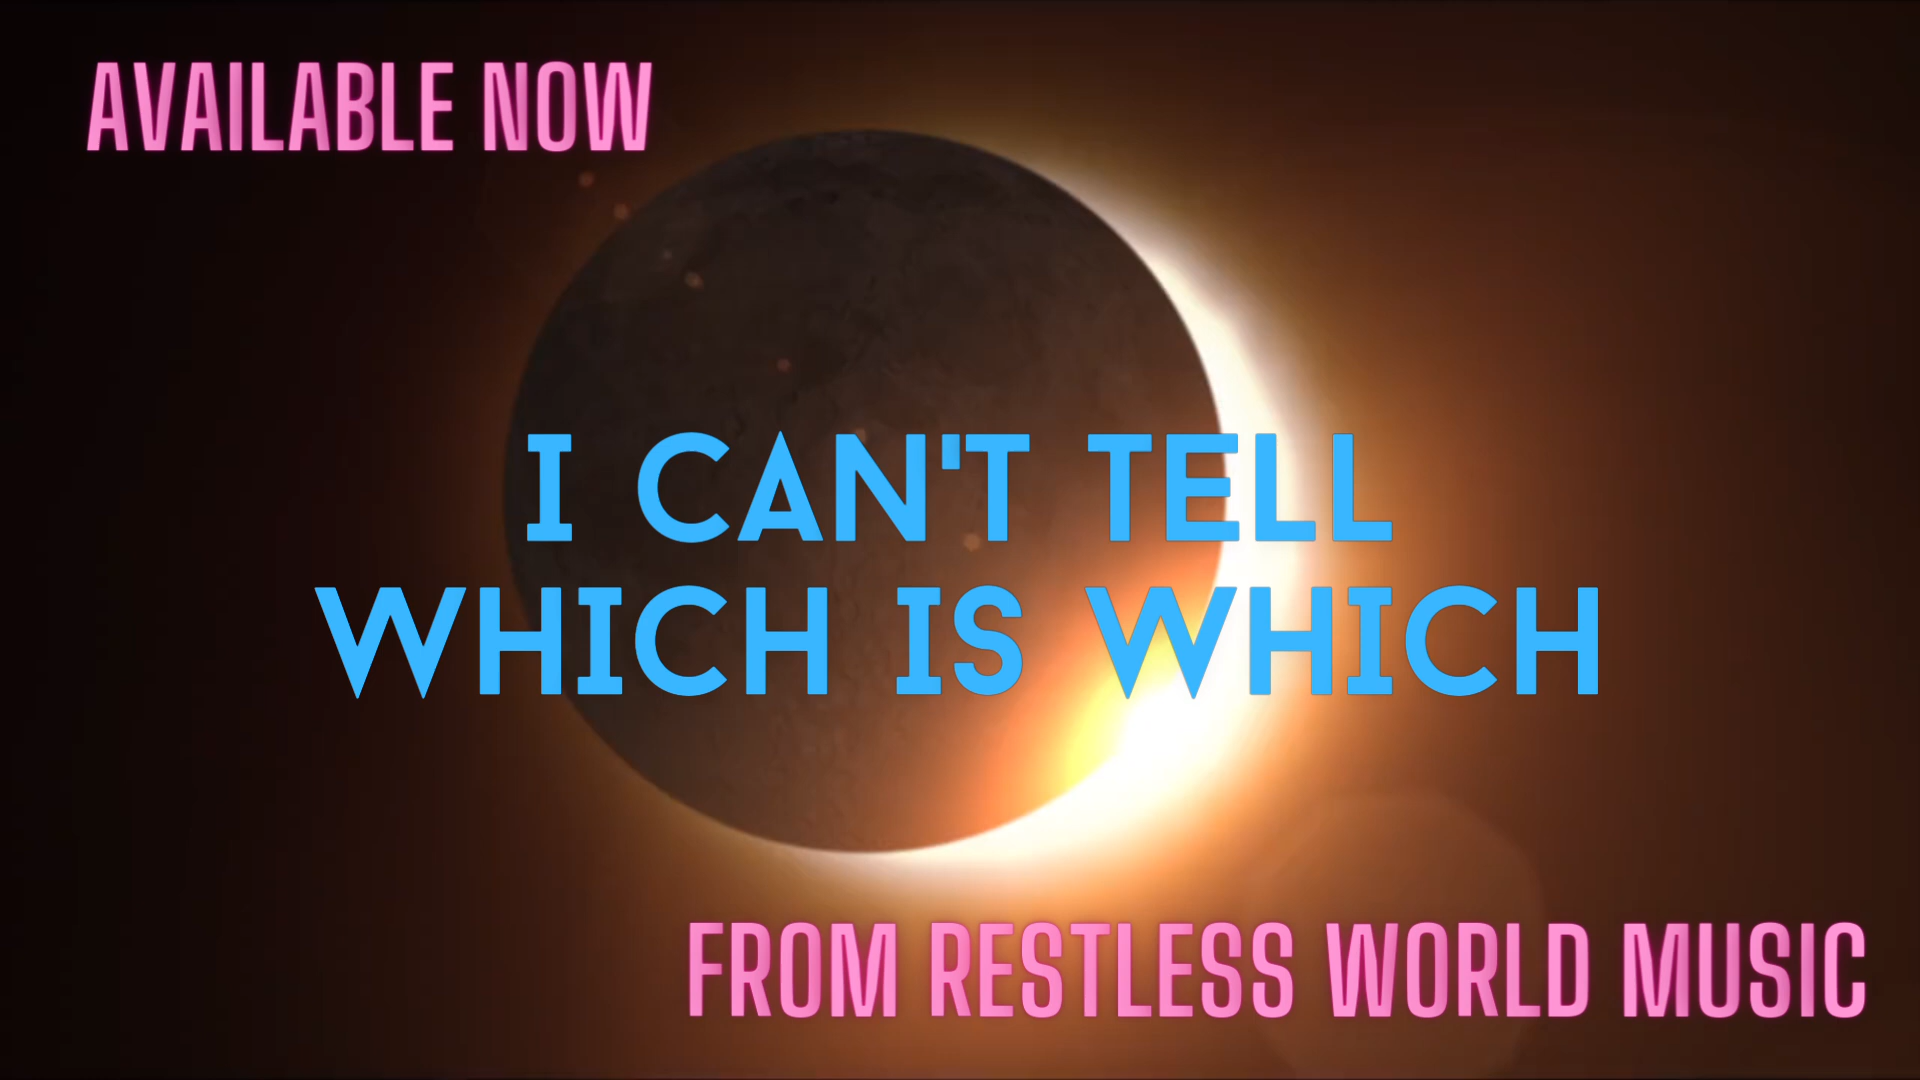 AVAILABLE NOW
I CAN'T TELL
WHICH IS WHICH
FROM RESTLESS WORLD MUSIC